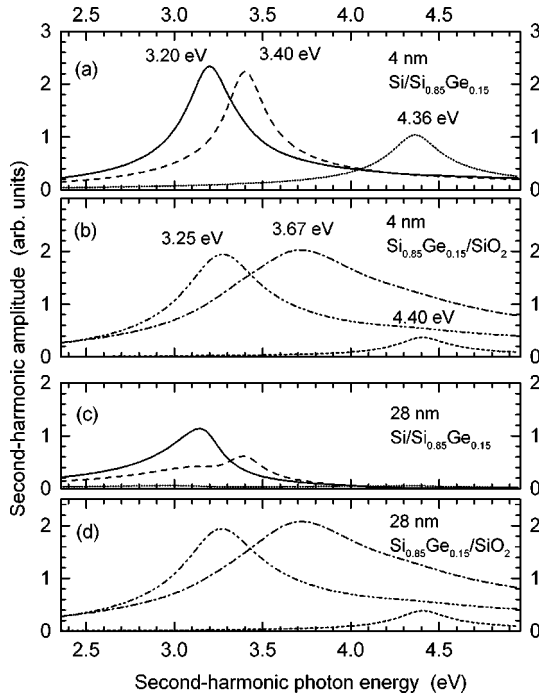 2.5 3.0 3.5 4.0 4.5
3 3
3.20 eV 3.40 eV 4 nm
(a) Si/Si0.85Ge0.15
2 2
4.36 eV
1 1
0 0
(b) 4 nm
3.25 eV 3.67 eV Si0.85Ge0.15/SiO2
2 2
1 1
4.40 eV
0 0
2 2
(c) 28 nm
Si/Si0.85Ge0.15
1 1
0 0
(d) 28 nm
Si0.85Ge0.15/SiO2
2 2
1 1
0 0
2.5 3.0 3.5 4.0 4.5
Second-harmonic photon energy (eV)
Second-harmonic amplitude (arb. units)